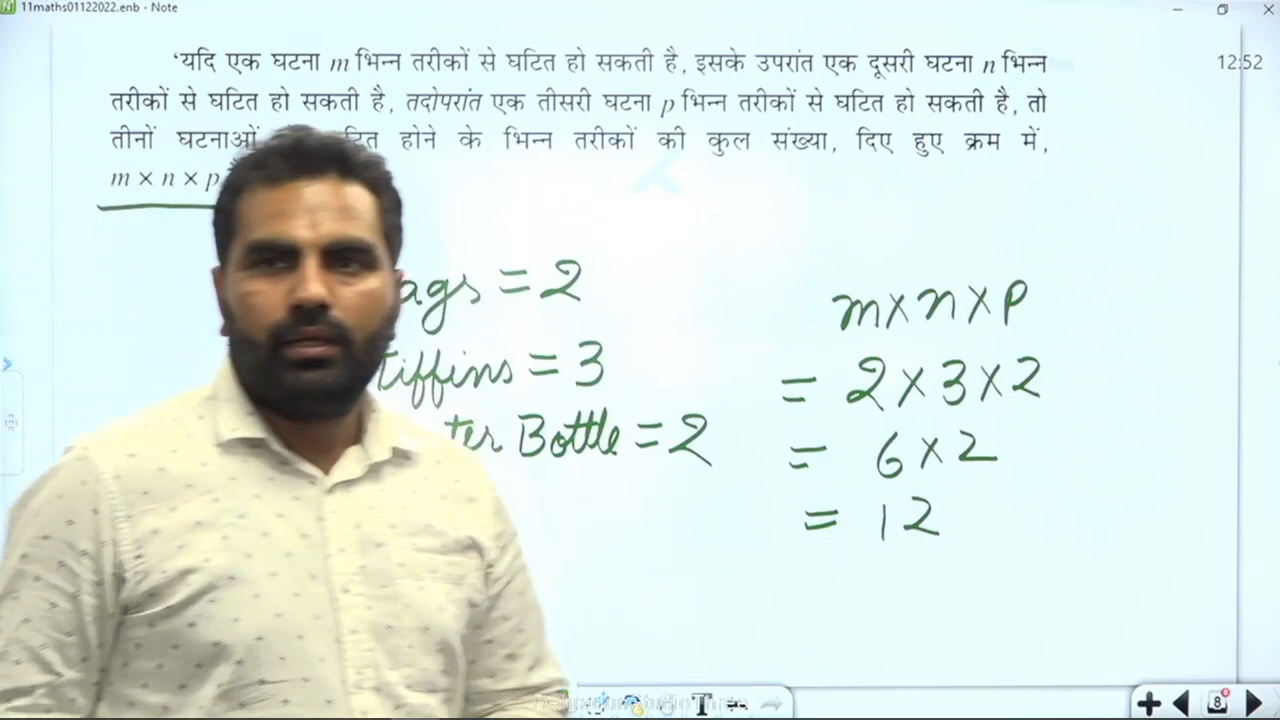 11maths01122022.enb - Note
12:52
'यदि एक घटना m भिन्न तरीकों से घटित हो सकती है, इसके उपरांत एक दूसरी घटना n भिन्न
तरीकों से घटित हो सकती है, तदोपरांत एक तीसरी घटना p भिन्न तरीकों से घटित हो सकती है, तो
तीनों घटनाओं होने के भिन्न तरीकों की कुल संख्या, दिए हुए क्रम में,
m × n × p
ags = 2
Tiffins = 3
ter Bottle = 2
m×n×p
= 2×3×2
= 6×2
= 12
T
8